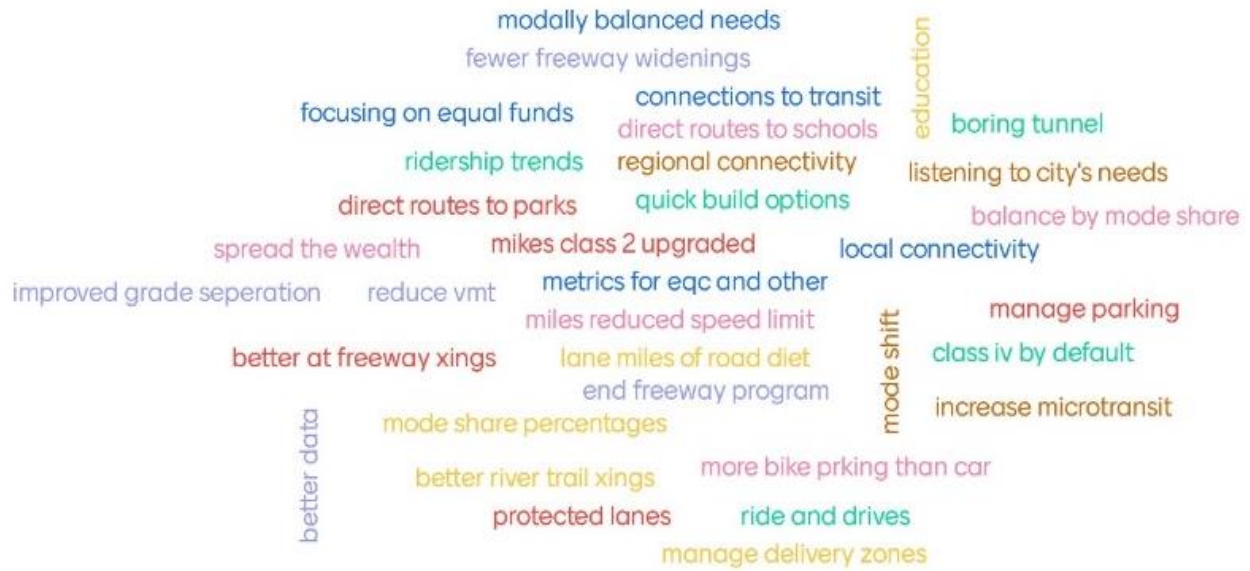 modally balanced needs
fewer freeway widenings
education
connections to transit
focusing on equal funds
boring tunnel
direct routes to schools
ridership trends
regional connectivity
listening to city's needs
direct routes to parks
quick build options
balance by mode share
spread the wealth
mikes class 2 upgraded
local connectivity
improved grade seperation
reduce vmt
metrics for eqc and other
manage parking
miles reduced speed limit
mode shift
better at freeway xings
lane miles of road diet
class iv by default
end freeway program
increase microtransit
better data
mode share percentages
better river trail xings
more bike prking than car
protected lanes
ride and drives
manage delivery zones